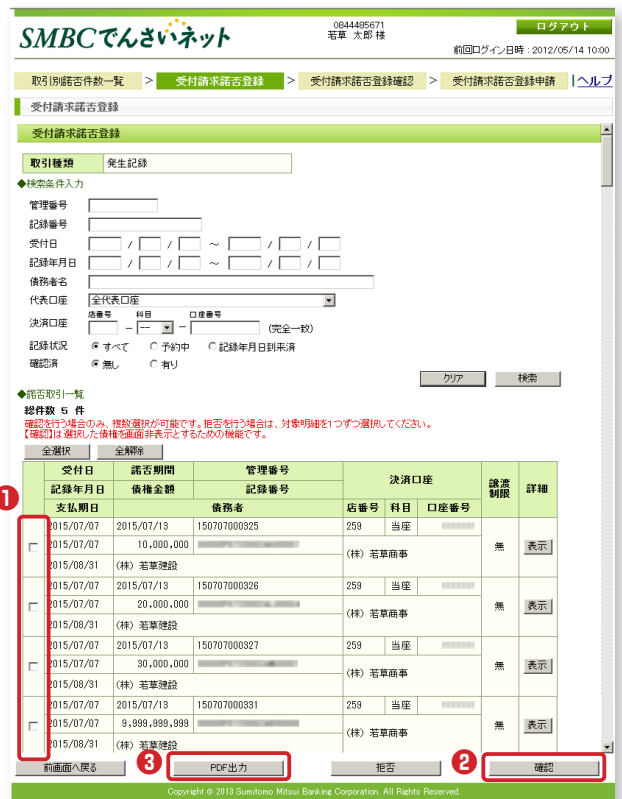 SMBCでんさいネット
0844485671
若草 太郎 様
ログアウト
前回ログイン日時 : 2012/05/14 10:00
取引別諾否件数一覧 > 受付請求諾否登録 > 受付請求諾否登録確認 > 受付請求諾否登録申請 |ヘルプ
受付請求諾否登録
受付請求諾否登録
取引種類 発生記録
◆検索条件入力
管理番号
記録番号
受付日 / / ～ / /
記録年月日 / / ～ / /
債務者名
代表口座 全代表口座
店番号 科目 口座番号
決済口座 － -- － (完全一致)
記録状況 すべて 予約中 記録年月日到来済
確認済 無し 有り
クリア 検索
◆諾否取引一覧
総件数 5 件
確認を行う場合のみ、複数選択が可能です。拒否を行う場合は、対象明細を1つずつ選択してください。
【確認】は選択した債権を画面非表示とするための機能です。
全選択 全解除
受付日 諾否期間 管理番号 決済口座 譲渡制限 詳細
記録年月日 債権金額 記録番号
支払期日 債務者 店番号 科目 口座番号
❶
2015/07/07 2015/07/13 150707000325 259 当座
2015/07/07 10,000,000 (株) 若草商事 無 表示
2015/08/31 (株) 若草建設
2015/07/07 2015/07/13 150707000326 259 当座
2015/07/07 20,000,000 (株) 若草商事 無 表示
2015/08/31 (株) 若草建設
2015/07/07 2015/07/13 150707000327 259 当座
2015/07/07 30,000,000 (株) 若草商事 無 表示
2015/08/31 (株) 若草建設
2015/07/07 2015/07/13 150707000331 259 当座
2015/07/07 9,999,999,999 (株) 若草商事 無 表示
2015/08/31 (株) 若草建設
前画面へ戻る ❸ PDF出力 拒否 ❷ 確認
Copyright © 2013 Sumitomo Mitsui Banking Corporation. All Rights Reserved.